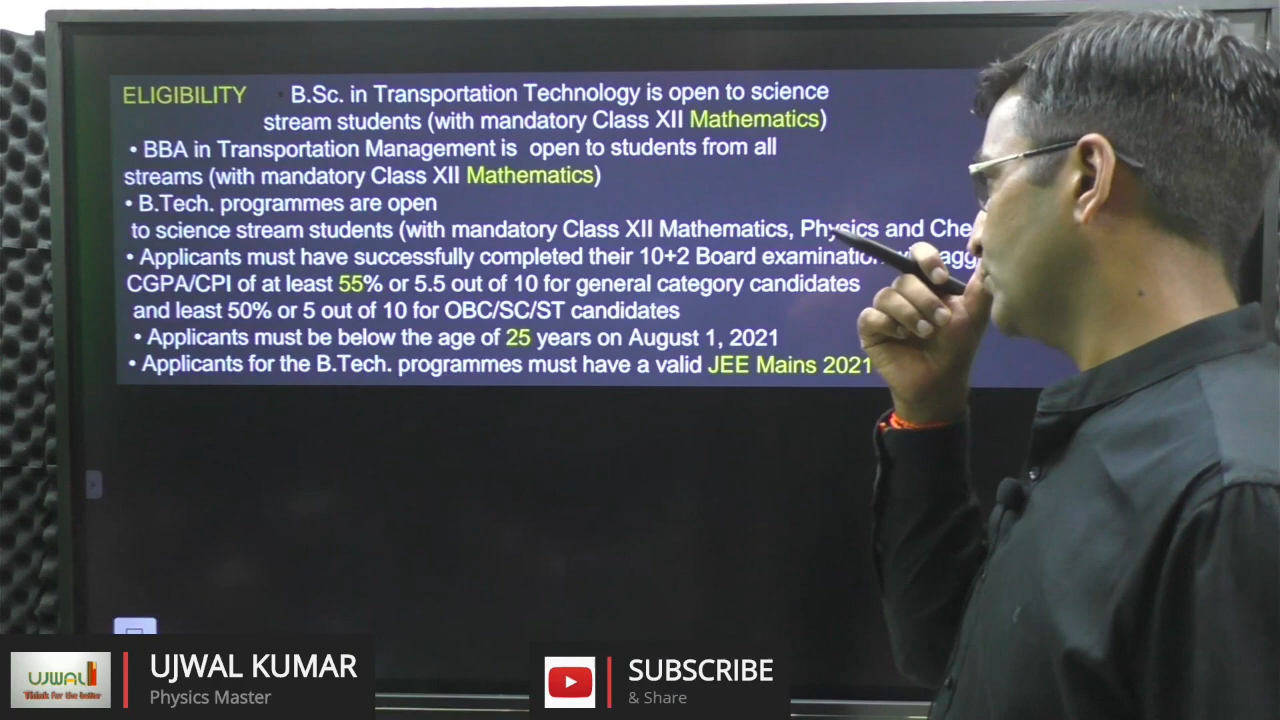 ELIGIBILITY • B.Sc. in Transportation Technology is open to science
stream students (with mandatory Class XII Mathematics)
• BBA in Transportation Management is open to students from all
streams (with mandatory Class XII Mathematics)
• B.Tech. programmes are open
to science stream students (with mandatory Class XII Mathematics, Physics and Che
• Applicants must have successfully completed their 10+2 Board examination
CGPA/CPI of at least 55% or 5.5 out of 10 for general category candidates
and least 50% or 5 out of 10 for OBC/SC/ST candidates
• Applicants must be below the age of 25 years on August 1, 2021
• Applicants for the B.Tech. programmes must have a valid JEE Mains 2021
UJWAL
Think for the better
UJWAL KUMAR
Physics Master
SUBSCRIBE
& Share